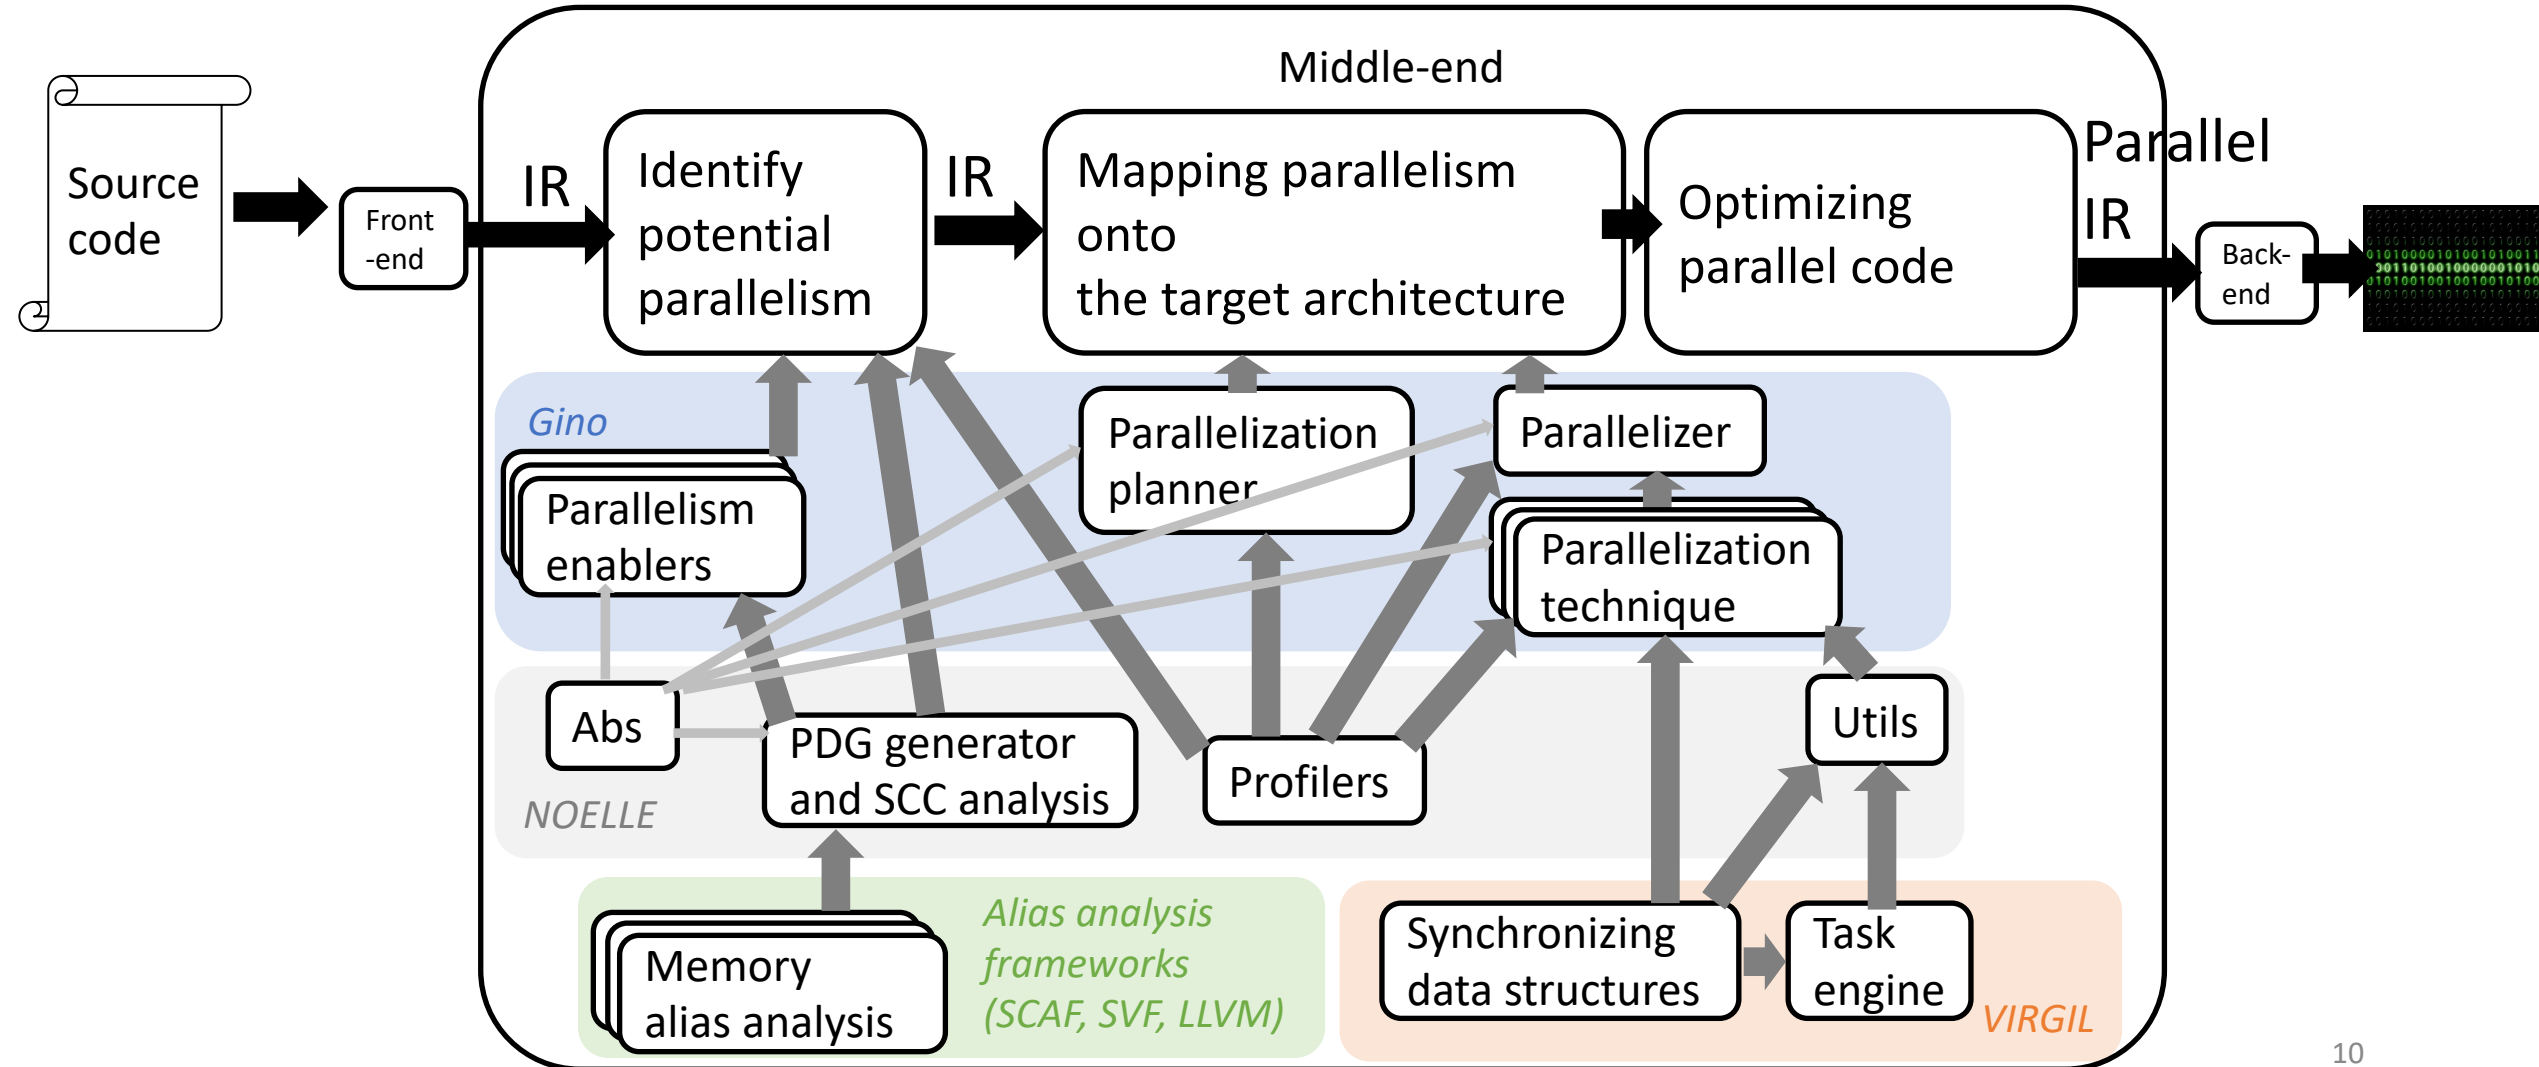 Middle-end
Source
code
Front
-end
IR
Identify
potential
parallelism
IR
Mapping parallelism
onto
the target architecture
Optimizing
parallel code
Parallel
IR
Back-
end
Gino
Parallelism
enablers
Parallelization
planner
Parallelizer
Parallelization
technique
Abs
PDG generator
and SCC analysis
Profilers
Utils
NOELLE
Memory
alias analysis
Alias analysis
frameworks
(SCAF, SVF, LLVM)
Synchronizing
data structures
Task
engine
VIRGIL
10